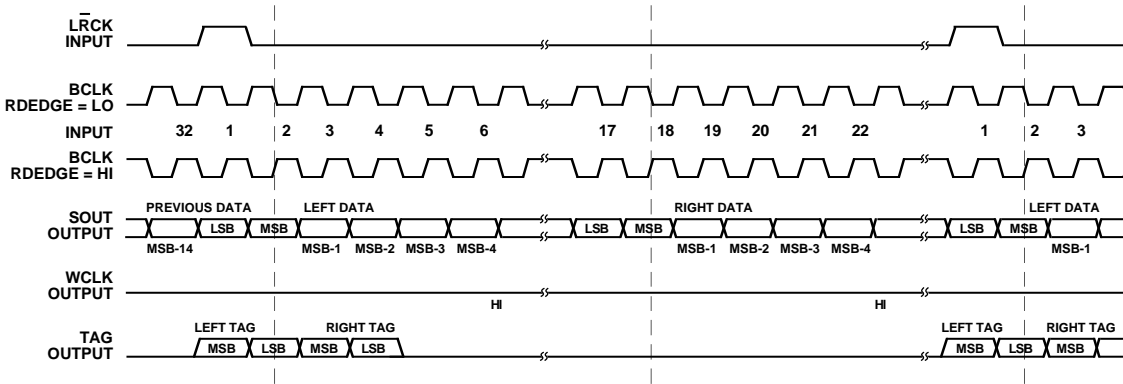 LRCK
INPUT
BCLK
RDEDGE = LO
INPUT 32 1 2 3 4 5 6 17 18 19 20 21 22 1 2 3
BCLK
RDEDGE = HI
SOUT
OUTPUT
PREVIOUS DATA LEFT DATA RIGHT DATA LEFT DATA
LSB MSB LSB MSB LSB MSB
MSB-14 MSB-1 MSB-2 MSB-3 MSB-4 MSB-1 MSB-2 MSB-3 MSB-4 MSB-1
WCLK
OUTPUT
HI HI
TAG
OUTPUT
LEFT TAG RIGHT TAG LEFT TAG RIGHT TAG
MSB LSB MSB LSB MSB LSB MSB